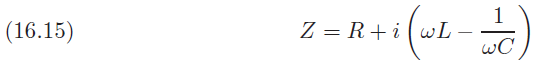 (16.15) Z = R + i ( ωL − 1/ωC )